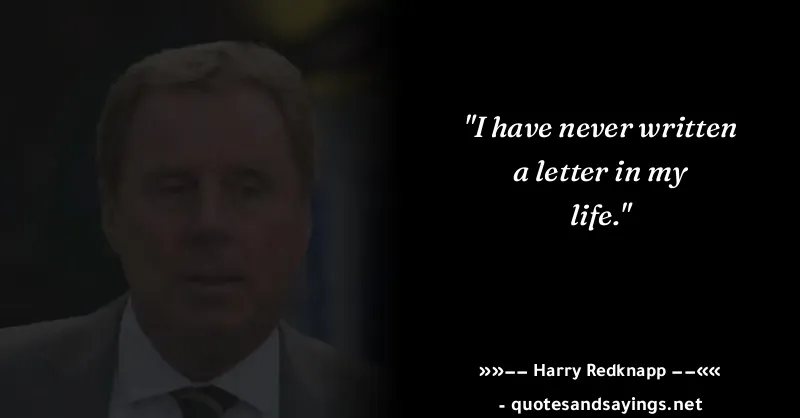 "I have never written
a letter in my
life."
»»–– Harry Redknapp ––««
- quotesandsayings.net